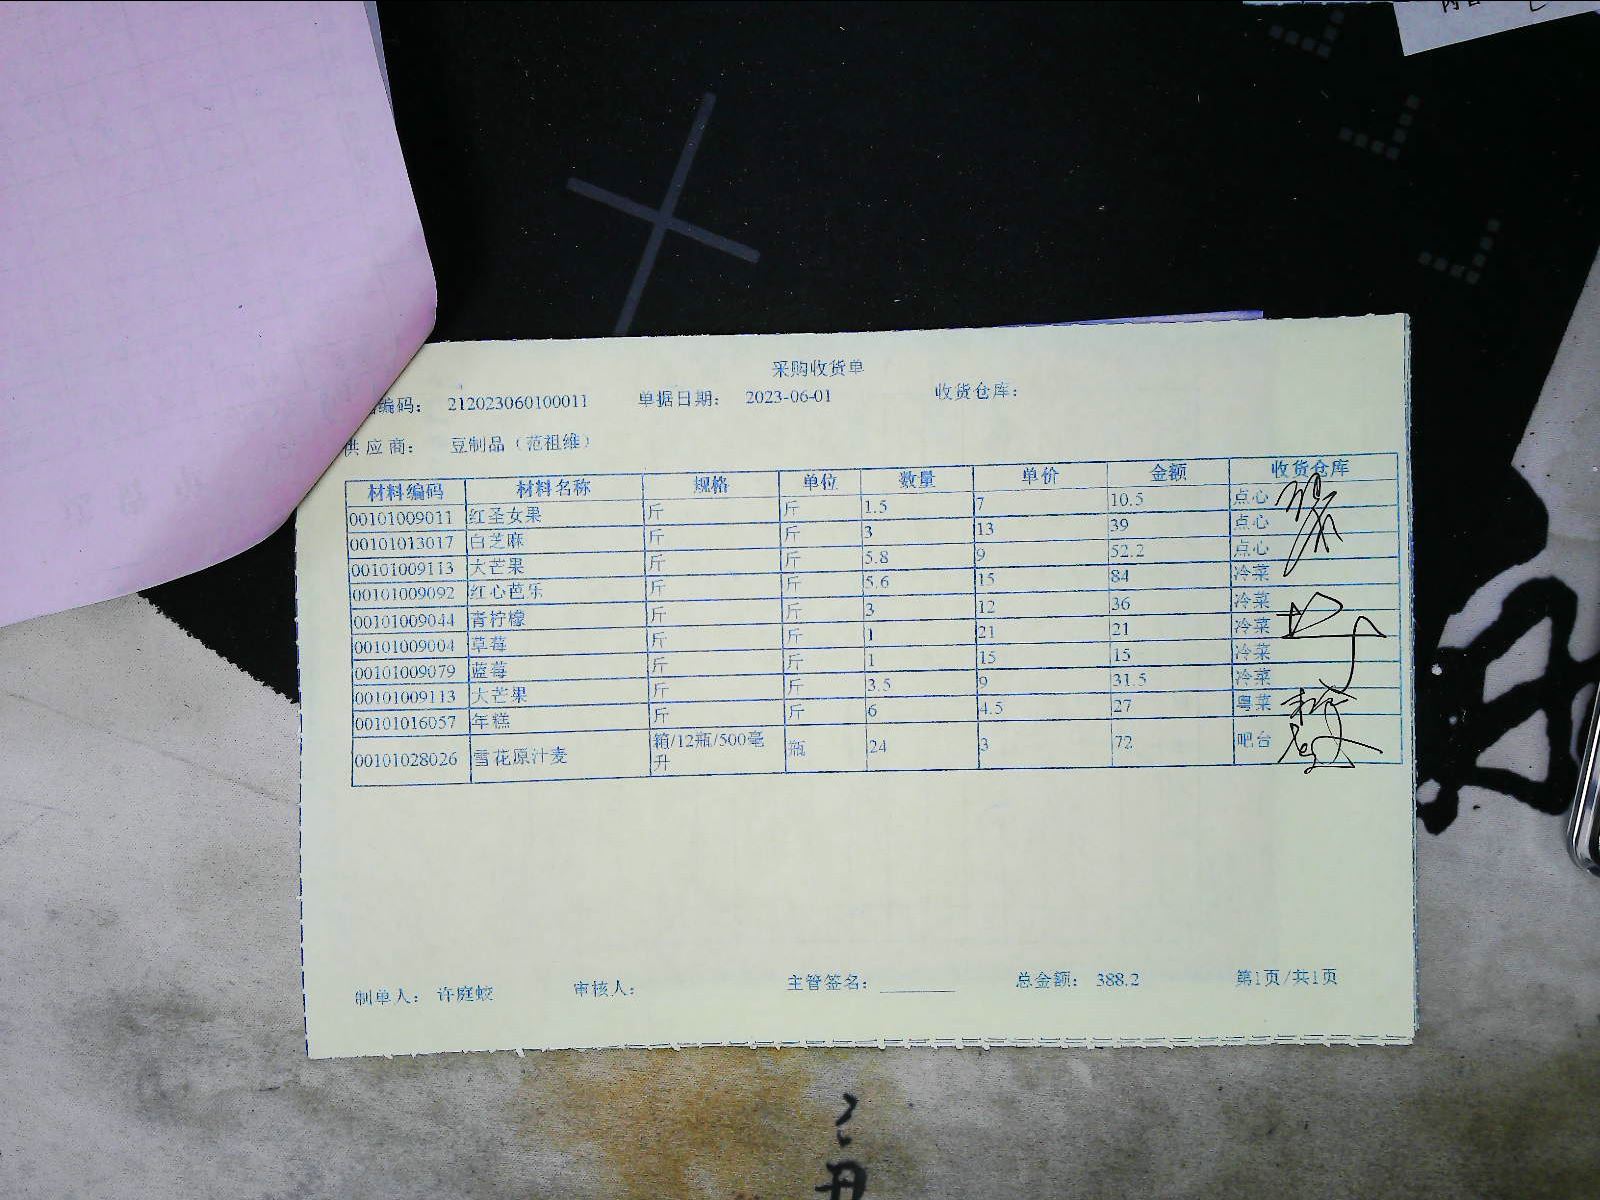 采购收货单
编码： 212023060100011 单据日期： 2023-06-01 收货仓库：
供应商： 豆制品（范祖维）
材料编码 材料名称 规格 单位 数量 单价 金额 收货仓库
00101009011 红圣女果 斤 斤 1.5 7 10.5 点心
00101013017 白芝麻 斤 斤 3 13 39 点心
00101009113 大芒果 斤 斤 5.8 9 52.2 点心
00101009092 红心芭乐 斤 斤 5.6 15 84 冷菜
00101009044 青柠檬 斤 斤 3 12 36 冷菜
00101009004 草莓 斤 斤 1 21 21 冷菜
00101009079 蓝莓 斤 斤 1 15 15 冷菜
00101009113 大芒果 斤 斤 3.5 9 31.5 冷菜
00101016057 年糕 斤 斤 6 4.5 27 粤菜
00101028026 雪花原汁麦 箱/12瓶/500毫升 瓶 24 3 72 吧台
制单人： 许庭蛟 审核人： 主管签名： 总金额： 388.2 第1页/共1页